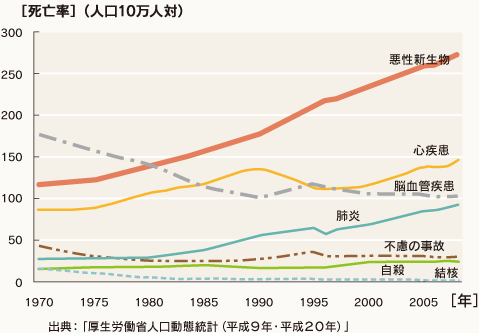 ［死亡率］（人口10万人対）
300
250
200
150
100
50
0
悪性新生物
心疾患
脳血管疾患
肺炎
不慮の事故
自殺
結核
1970 1975 1980 1985 1990 1995 2000 2005 ［年］
出典：「厚生労働省人口動態統計（平成9年・平成20年）」